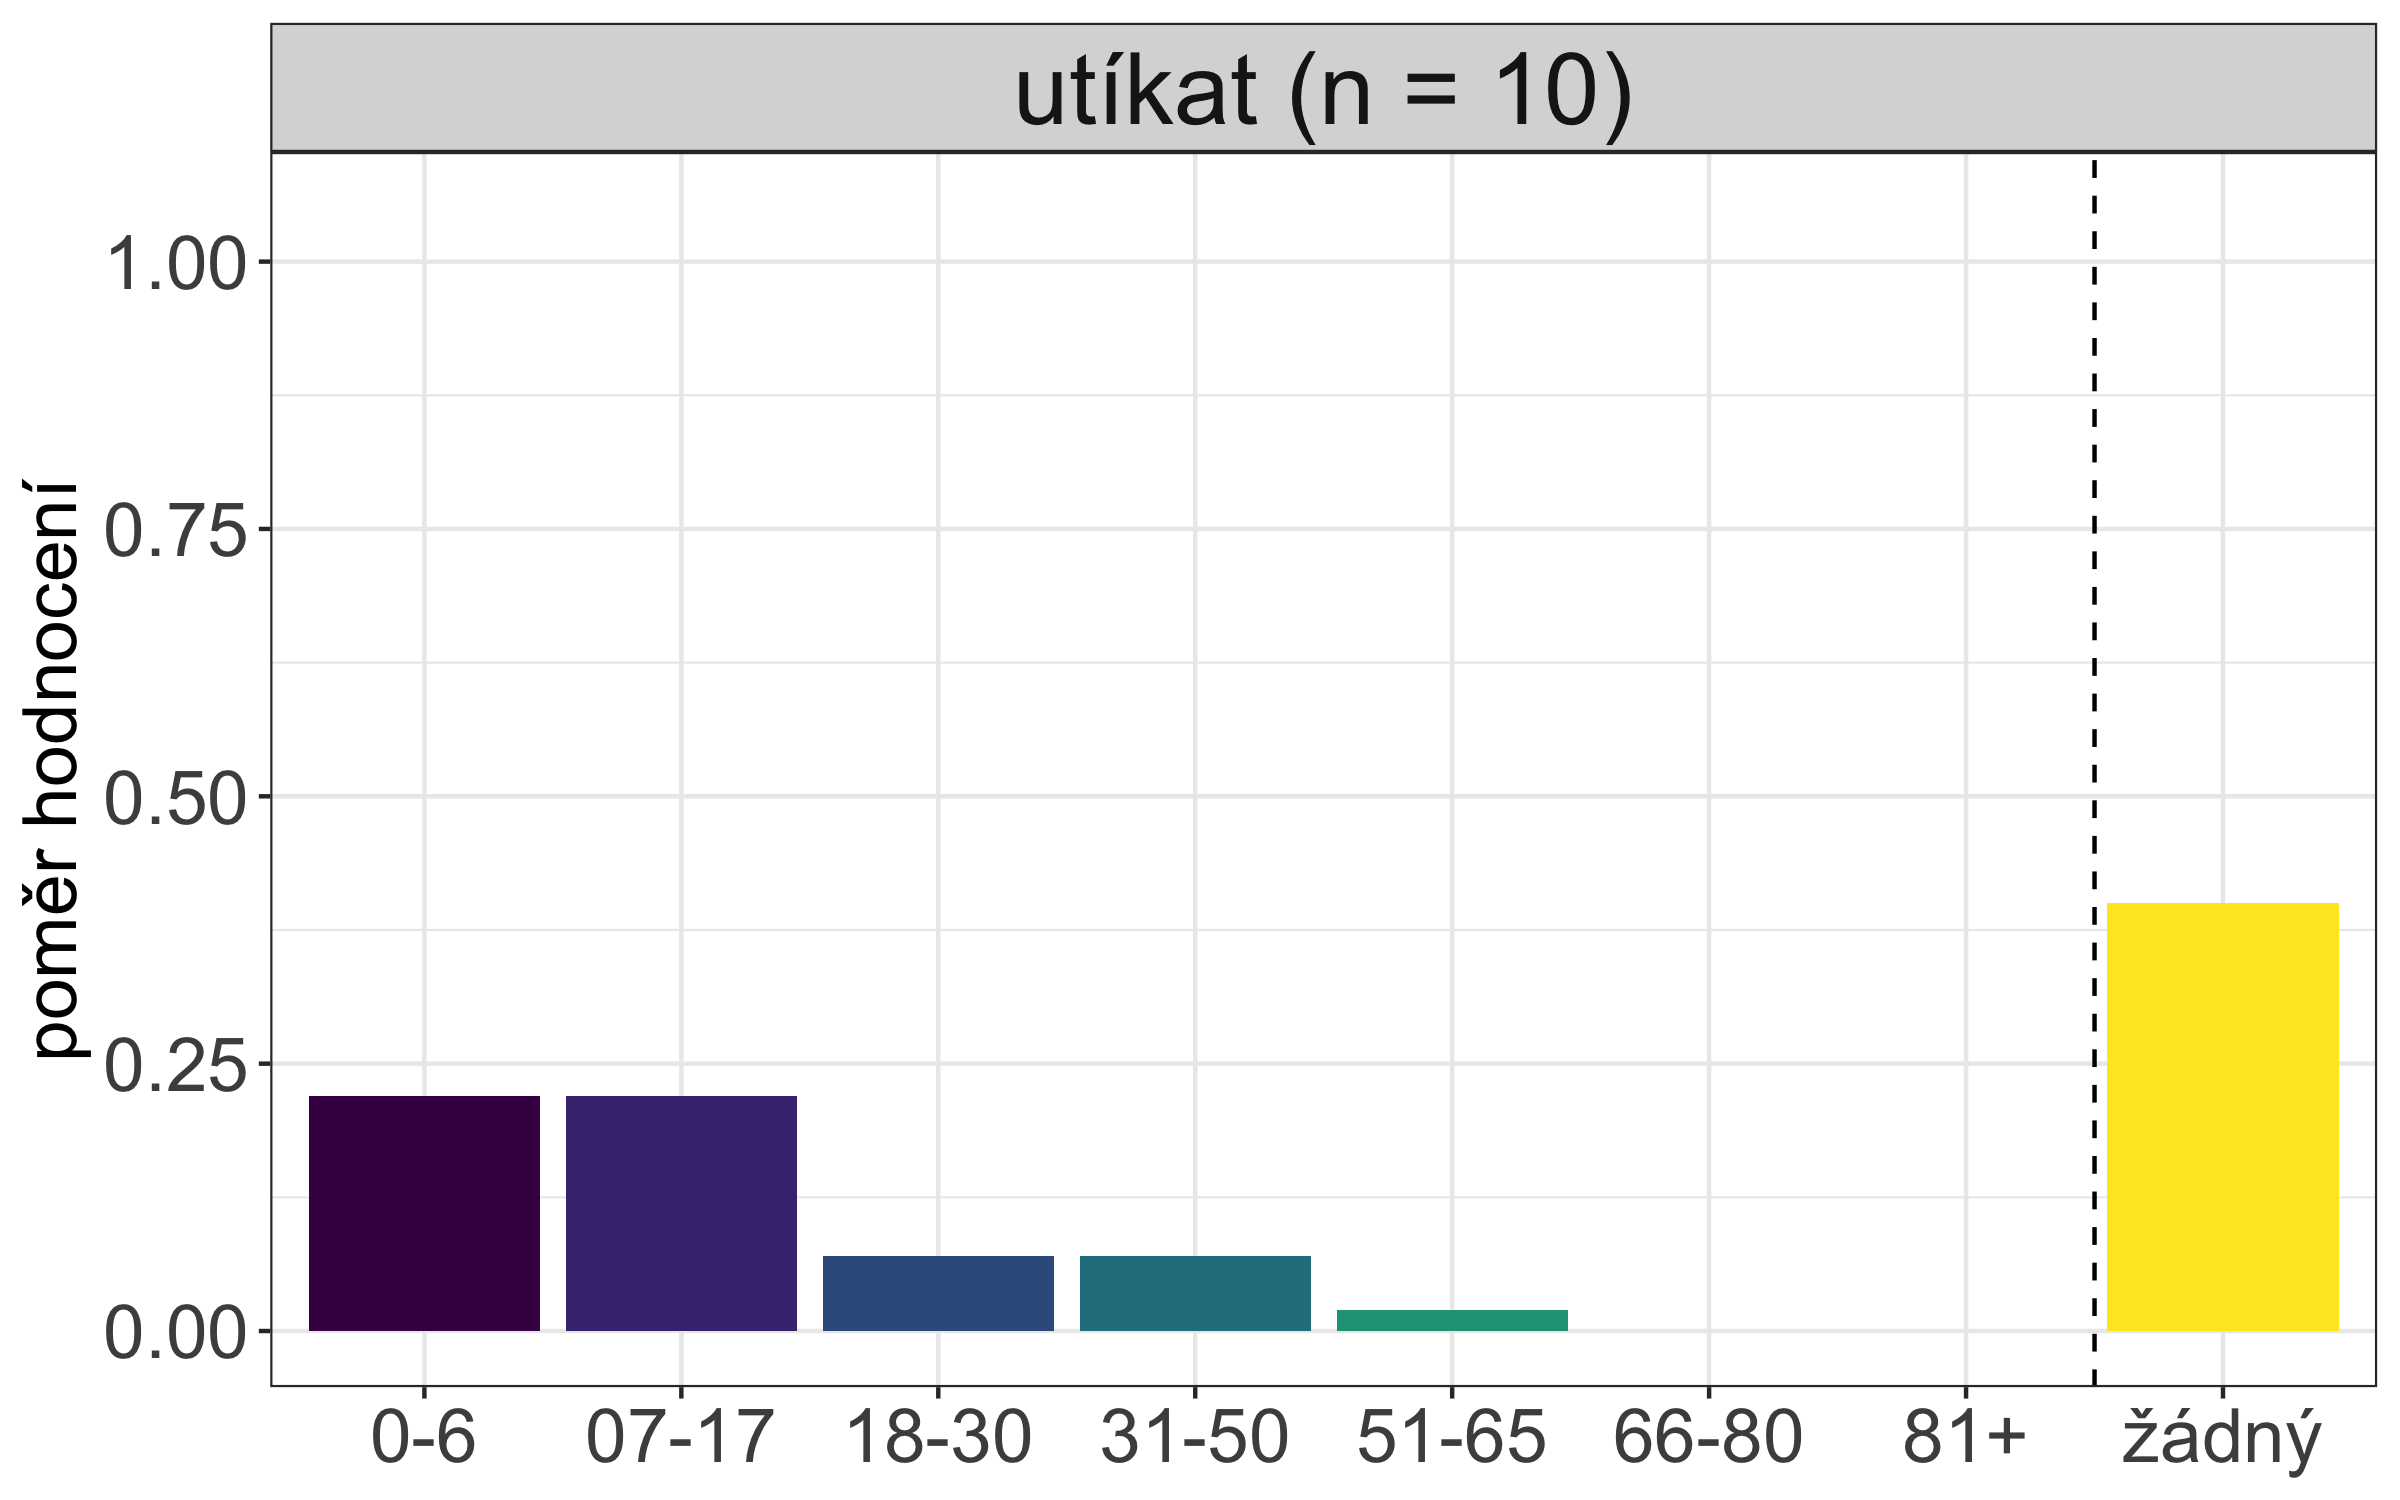 utíkat (n = 10)
poměr hodnocení
1.00
0.75
0.50
0.25
0.00
0-6 07-17 18-30 31-50 51-65 66-80 81+ žádný